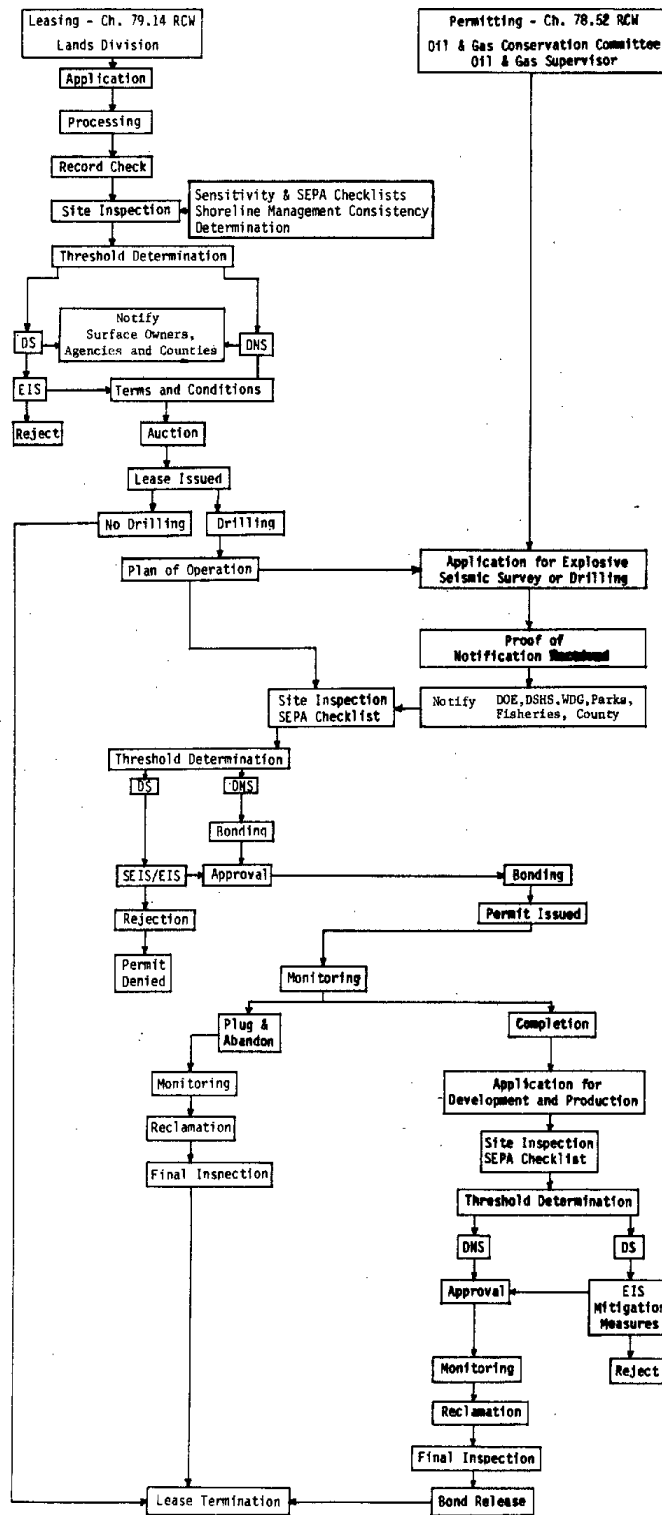 Leasing - Ch. 79.14 RCW
Lands Division
Permitting - Ch. 78.52 RCW
Oil & Gas Conservation Committee
Oil & Gas Supervisor
Application
Processing
Record Check
Site Inspection
Sensitivity & SEPA Checklists
Shoreline Management Consistency
Determination
Threshold Determination
Notify
Surface Owners,
Agencies and Counties
DS
DNS
EIS
Terms and Conditions
Reject
Auction
Lease Issued
No Drilling
Drilling
Plan of Operation
Application for Explosive
Seismic Survey or Drilling
Proof of
Notification
Site Inspection
SEPA Checklist
Notify DOE,DSHS.WDG,Parks,
Fisheries, County
Threshold Determination
DS
DNS
Bonding
SEIS/EIS
Approval
Bonding
Rejection
Permit Issued
Permit
Denied
Monitoring
Plug &
Abandon
Completion
Monitoring
Application for
Development and Production
Reclamation
Site Inspection
SEPA Checklist
Final Inspection
Threshold Determination
DNS
DS
Approval
EIS
Mitigation
Measures
Monitoring
Reject
Reclamation
Final Inspection
Lease Termination
Bond Release